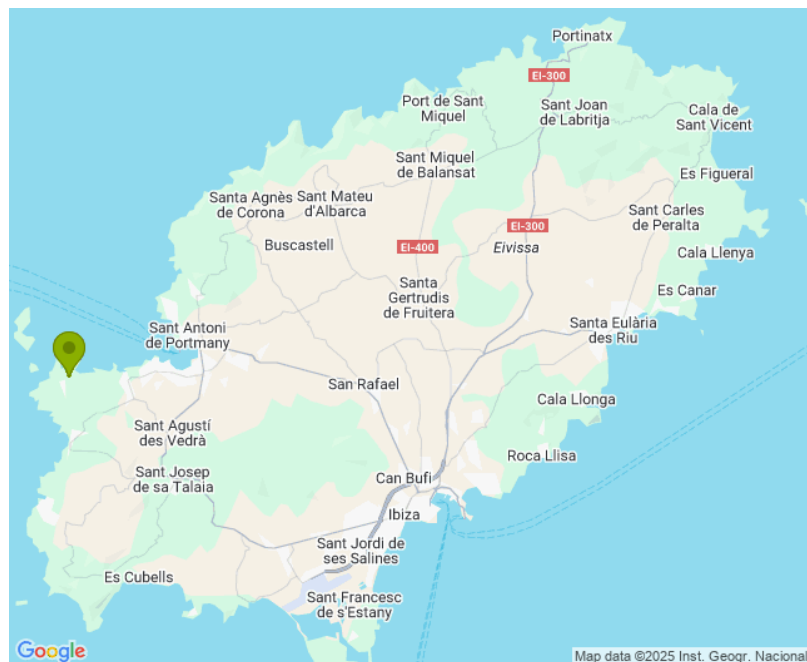 Portinatx
EI-300
Port de Sant
Miquel
Sant Joan
de Labritja
Cala de
Sant Vicent
Sant Miquel
de Balansat
Es Figueral
Santa Agnès
de Corona
Sant Mateu
d'Albarca
Sant Carles
de Peralta
EI-300
Buscastell
EI-400
Eivissa
Cala Llenya
Santa
Gertrudis
de Fruitera
Es Canar
Sant Antoni
de Portmany
Santa Eulària
des Riu
San Rafael
Cala Llonga
Sant Agustí
des Vedrà
Roca Llisa
Sant Josep
de sa Talaia
Can Bufi
Ibiza
Sant Jordi de
ses Salines
Es Cubells
Sant Francesc
de s'Estany
Google
Map data ©2025 Inst. Geogr. Nacional